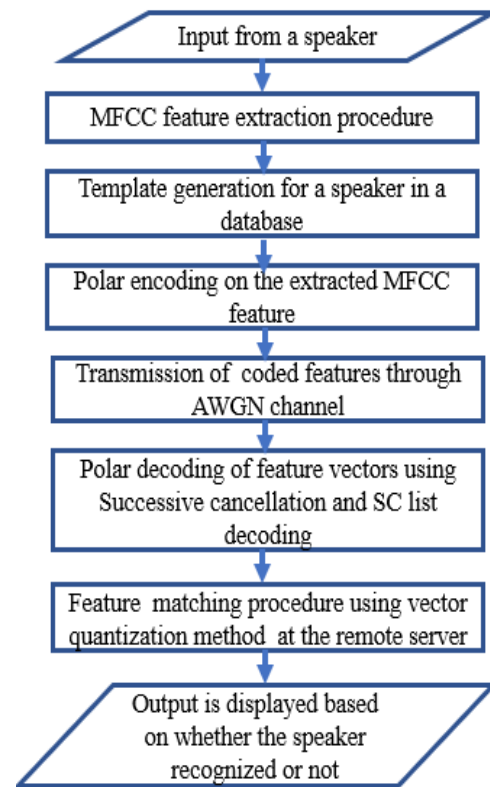 Input from a speaker
MFCC feature extraction procedure
Template generation for a speaker in a
database
Polar encoding on the extracted MFCC
feature
Transmission of coded features through
AWGN channel
Polar decoding of feature vectors using
Successive cancellation and SC list
decoding
Feature matching procedure using vector
quantization method at the remote server
Output is displayed based
on whether the speaker
recognized or not